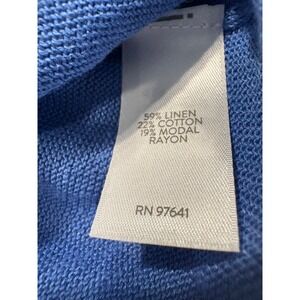 59% LINEN
22% COTTON
19% MODAL
RAYON
RN 97641